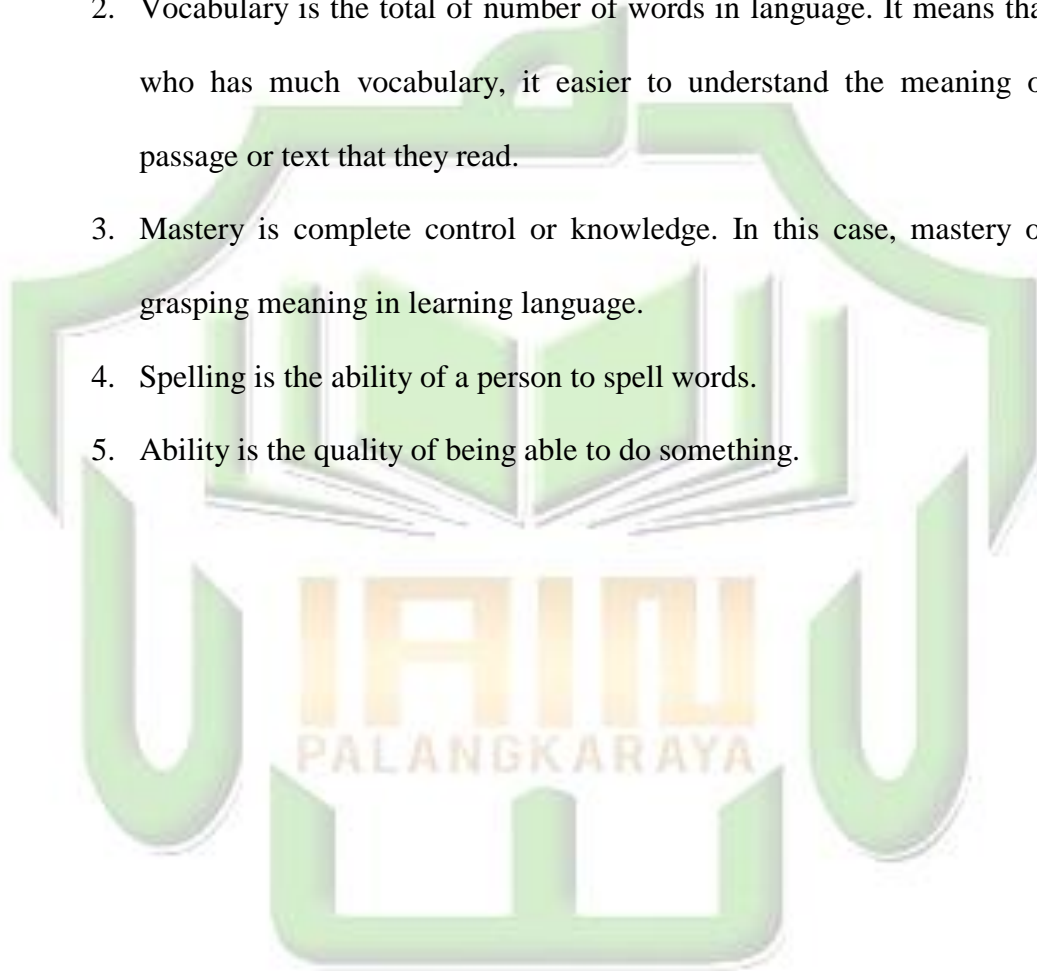 2. Vocabulary is the total of number of words in language. It means tha
who has much vocabulary, it easier to understand the meaning o
passage or text that they read.
3. Mastery is complete control or knowledge. In this case, mastery o
grasping meaning in learning language.
4. Spelling is the ability of a person to spell words.
5. Ability is the quality of being able to do something.
IAIN
PALANGKARAYA